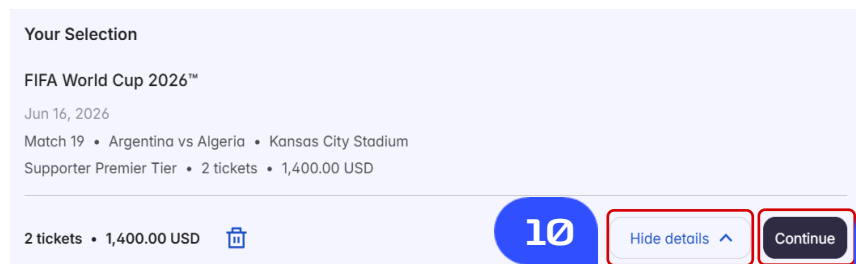 Your Selection
FIFA World Cup 2026™
Jun 16, 2026
Match 19 • Argentina vs Algeria • Kansas City Stadium
Supporter Premier Tier • 2 tickets • 1,400.00 USD
2 tickets • 1,400.00 USD 10 Hide details Continue